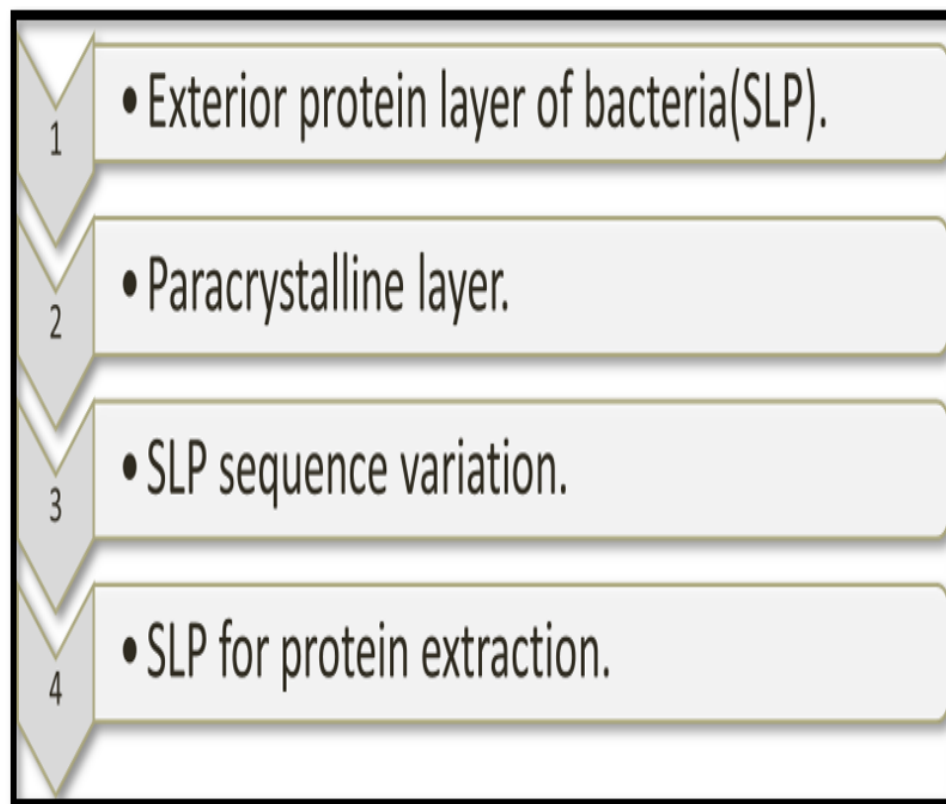 1
• Exterior protein layer of bacteria(SLP).
2
• Paracrystalline layer.
3
• SLP sequence variation.
4
• SLP for protein extraction.